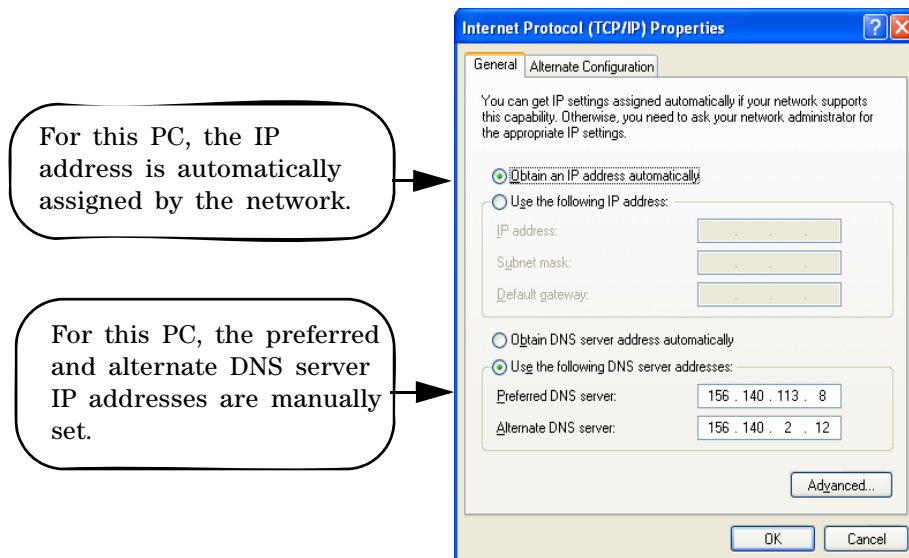 Internet Protocol (TCP/IP) Properties
General
Alternate Configuration
You can get IP settings assigned automatically if your network supports
this capability. Otherwise, you need to ask your network administrator for
the appropriate IP settings.
For this PC, the IP
address is automatically
assigned by the network.
Obtain an IP address automatically
Use the following IP address:
IP address:
Subnet mask:
Default gateway:
For this PC, the preferred
and alternate DNS server
IP addresses are manually
set.
Obtain DNS server address automatically
Use the following DNS server addresses:
Preferred DNS server: 156 . 140 . 113 . 8
Alternate DNS server: 156 . 140 . 2 . 12
Advanced...
OK Cancel